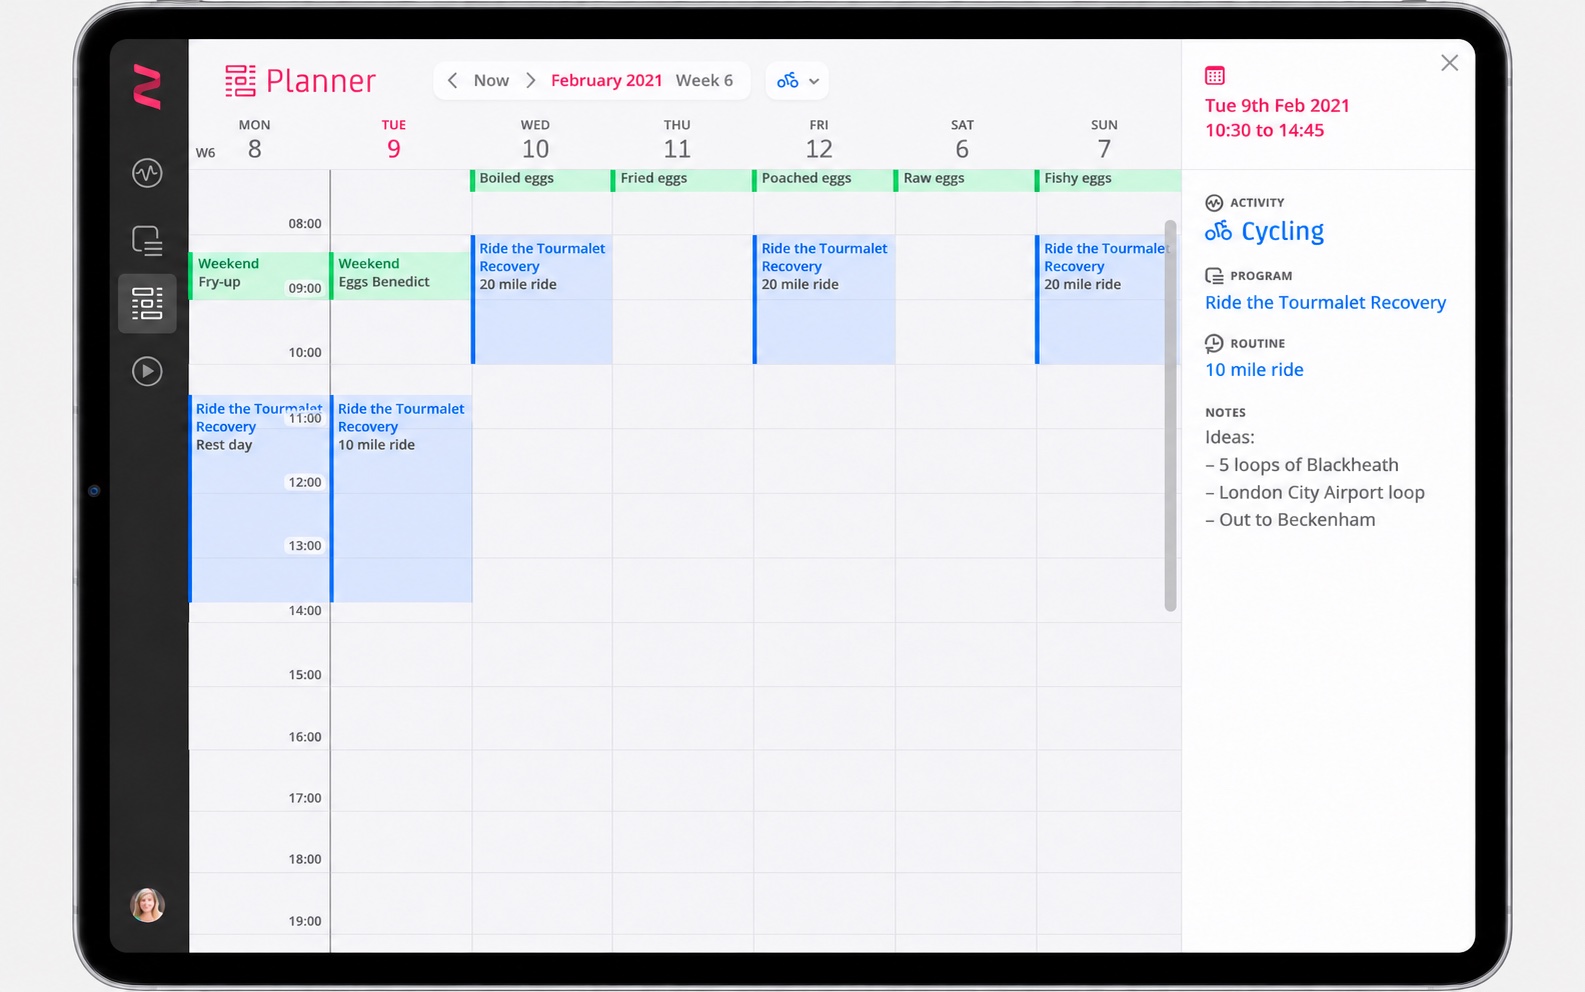 Planner
Now
February 2021
Week 6
W6
MON
8
TUE
9
WED
10
THU
11
FRI
12
SAT
6
SUN
7
Boiled eggs
Fried eggs
Poached eggs
Raw eggs
Fishy eggs
08:00
09:00
10:00
11:00
12:00
13:00
14:00
15:00
16:00
17:00
18:00
19:00
Weekend
Fry-up
Weekend
Eggs Benedict
Ride the Tourmalet
Recovery
20 mile ride
Ride the Tourmalet
Recovery
20 mile ride
Ride the Tourmalet
Recovery
20 mile ride
Ride the Tourmalet
Recovery
Rest day
Ride the Tourmalet
Recovery
10 mile ride
Tue 9th Feb 2021
10:30 to 14:45
ACTIVITY
Cycling
PROGRAM
Ride the Tourmalet Recovery
ROUTINE
10 mile ride
NOTES
Ideas:
– 5 loops of Blackheath
– London City Airport loop
– Out to Beckenham